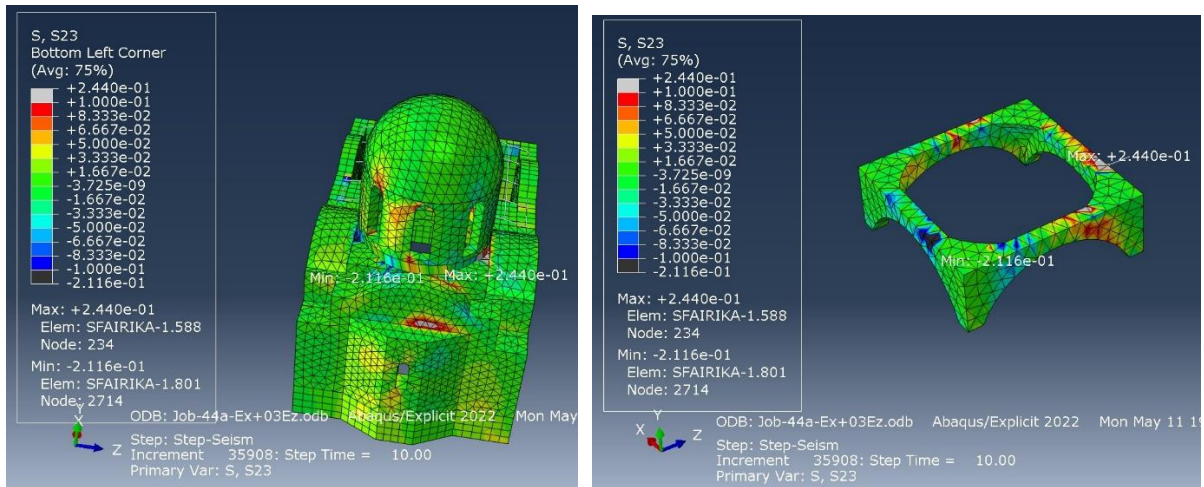 S, S23
Bottom Left Corner
(Avg: 75%)
+2.440e-01
+1.000e-01
+8.333e-02
+6.667e-02
+5.000e-02
+3.333e-02
+1.667e-02
-3.725e-09
-1.667e-02
-3.333e-02
-5.000e-02
-6.667e-02
-8.333e-02
-1.000e-01
-2.116e-01
Max: +2.440e-01
Elem: SFAIRIKA-1.588
Node: 234
Min: -2.116e-01
Elem: SFAIRIKA-1.801
Node: 2714
Min: -2.116e-01
Max: +2.440e-01
Y
X
Z
ODB: Job-44a-Ex+03Ez.odb Abaqus/Explicit 2022 Mon May
Step: Step-Seism
Increment 35908: Step Time = 10.00
Primary Var: S, S23
S, S23
(Avg: 75%)
+2.440e-01
+1.000e-01
+8.333e-02
+6.667e-02
+5.000e-02
+3.333e-02
+1.667e-02
-3.725e-09
-1.667e-02
-3.333e-02
-5.000e-02
-6.667e-02
-8.333e-02
-1.000e-01
-2.116e-01
Max: +2.440e-01
Elem: SFAIRIKA-1.588
Node: 234
Min: -2.116e-01
Elem: SFAIRIKA-1.801
Node: 2714
Max: +2.440e-01
Min: -2.116e-01
Y
X
Z
ODB: Job-44a-Ex+03Ez.odb Abaqus/Explicit 2022 Mon May 11 19
Step: Step-Seism
Increment 35908: Step Time = 10.00
Primary Var: S, S23